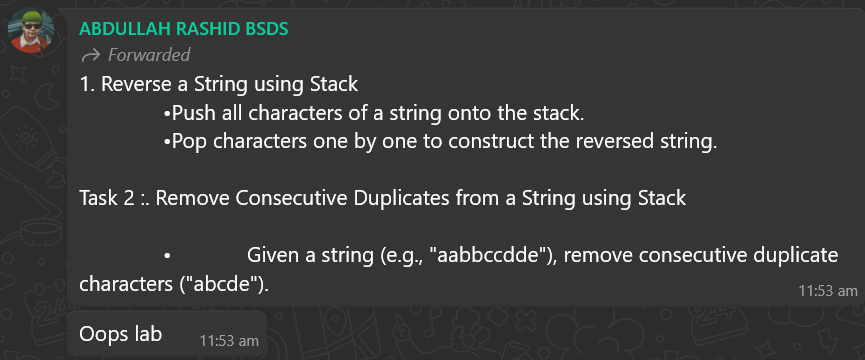 ABDULLAH RASHID BSDS
Forwarded
1. Reverse a String using Stack
•Push all characters of a string onto the stack.
•Pop characters one by one to construct the reversed string.
Task 2 :. Remove Consecutive Duplicates from a String using Stack
• Given a string (e.g., "aabbccdde"), remove consecutive duplicate
characters ("abcde").
11:53 am
Oops lab 11:53 am